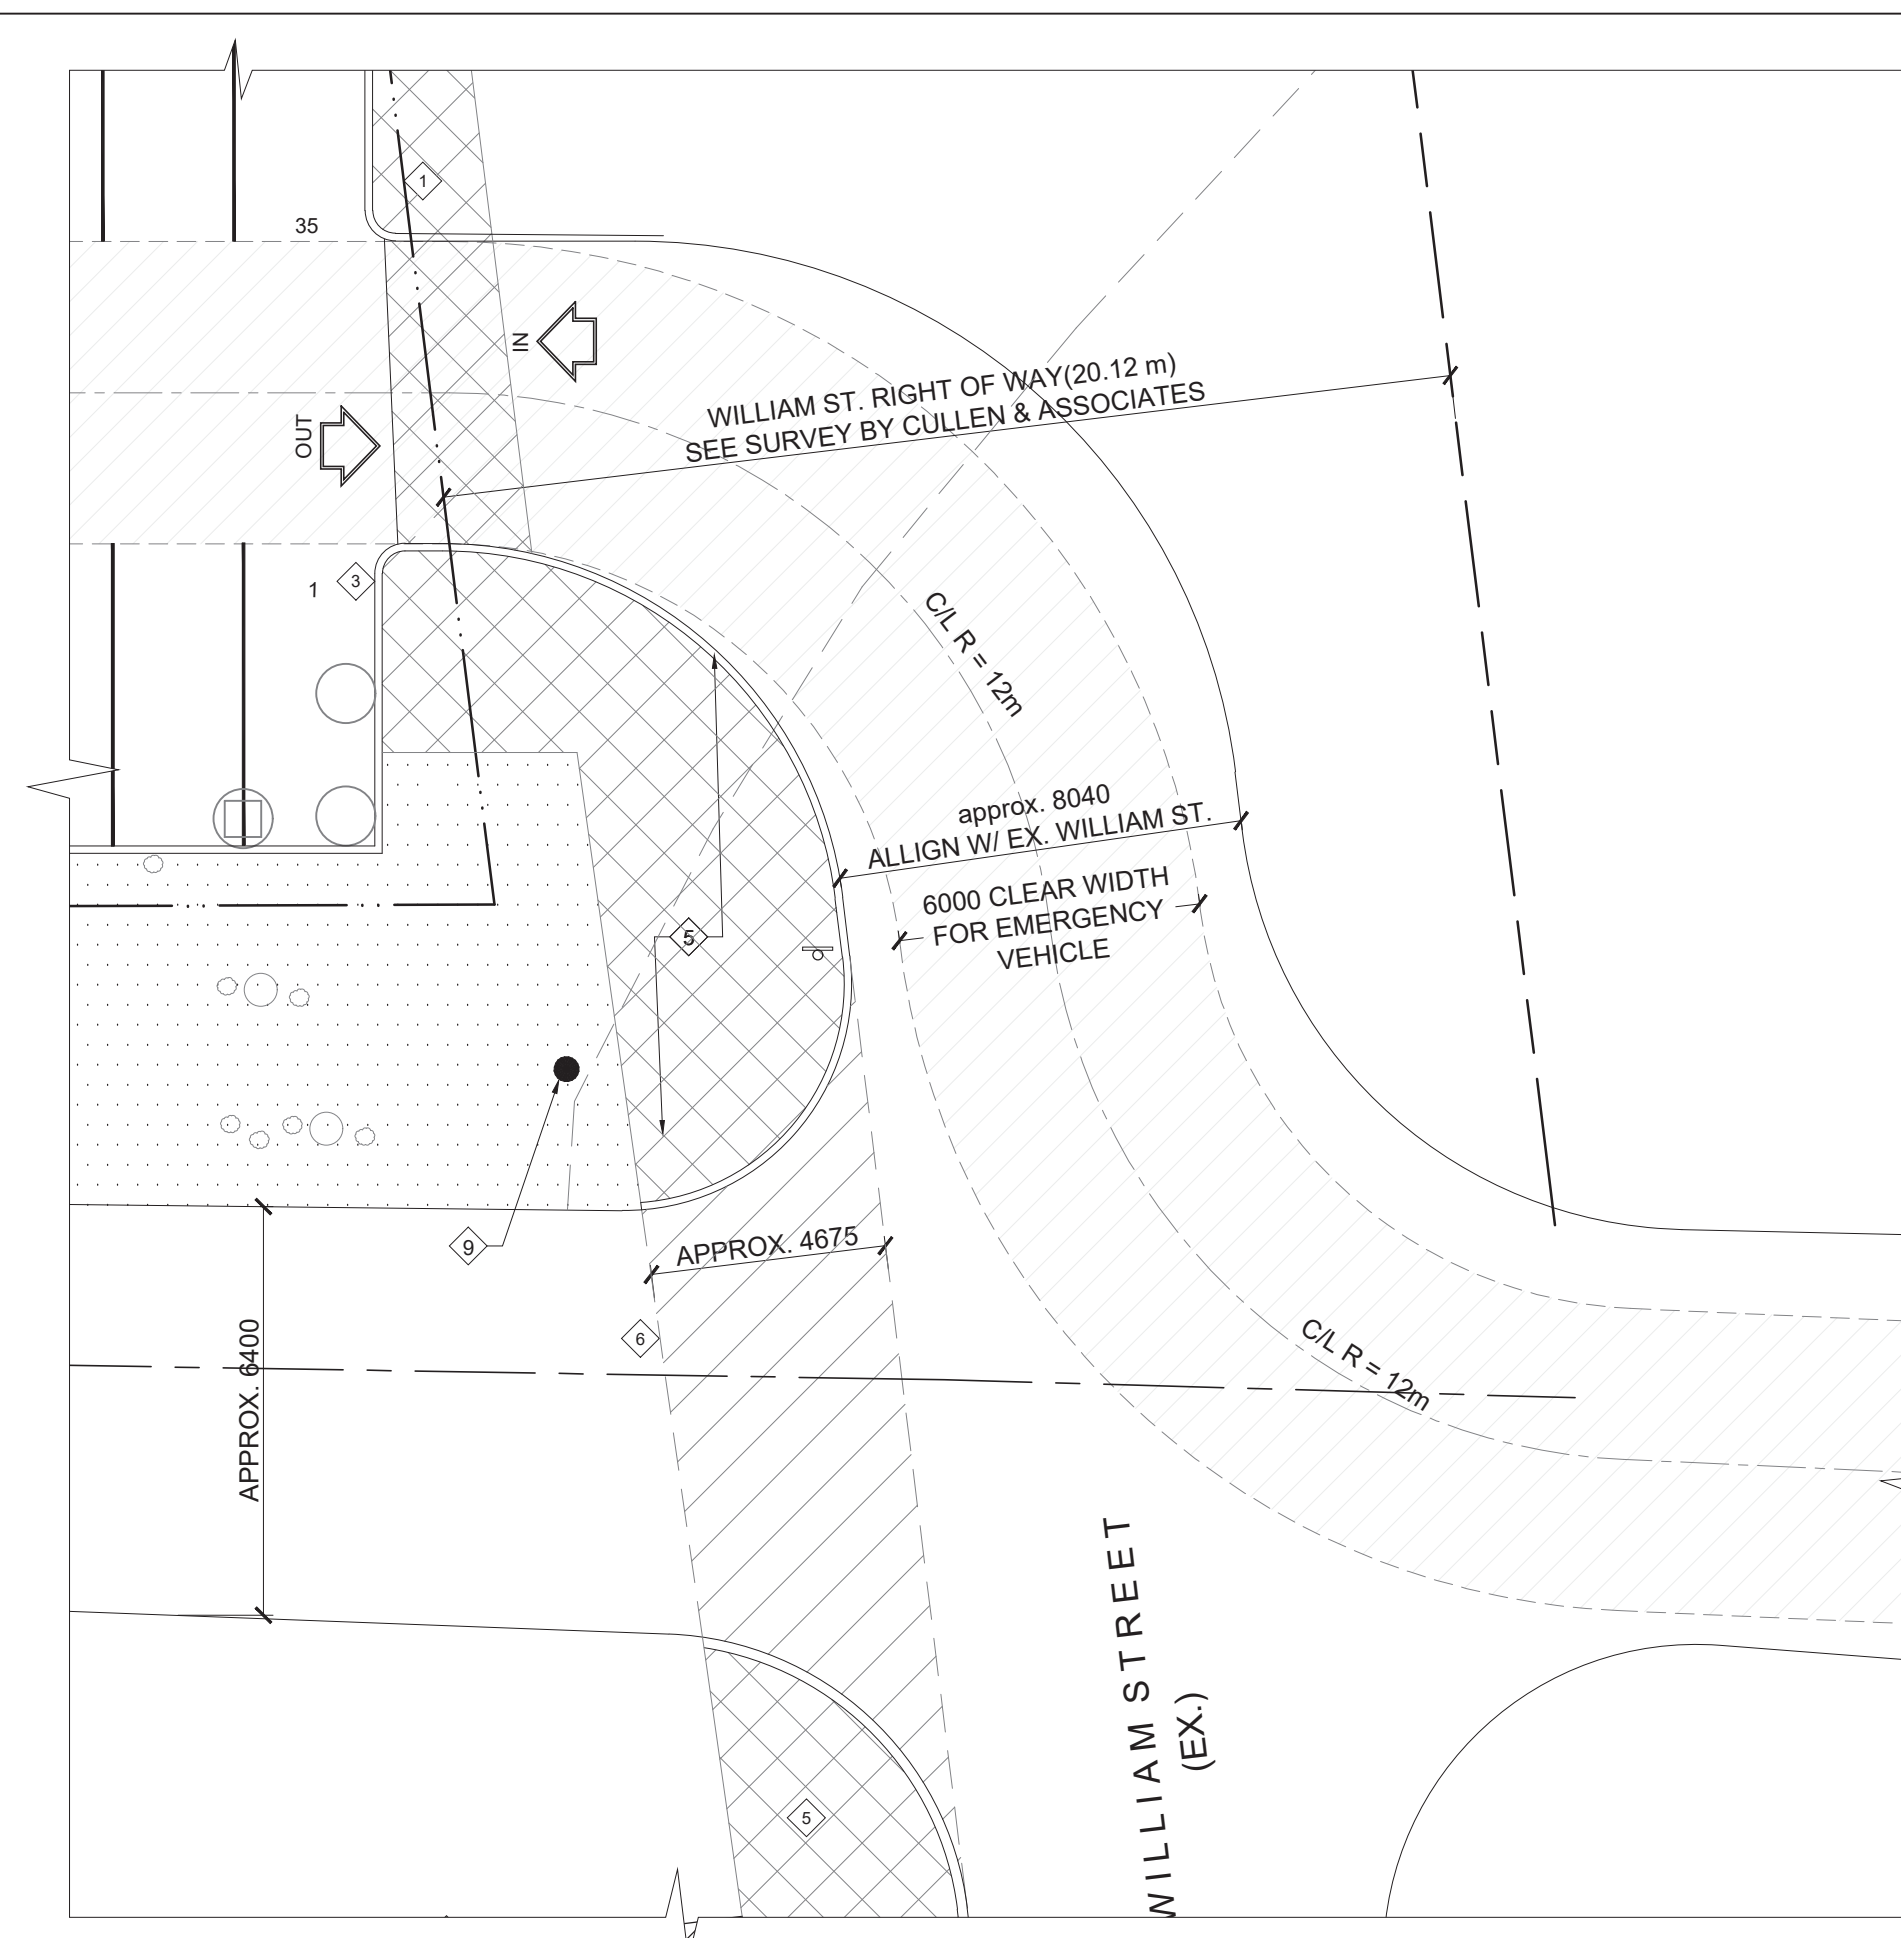 1
35
IN
OUT
WILLIAM ST. RIGHT OF WAY(20.12 m)
SEE SURVEY BY CULLEN & ASSOCIATES
1
3
C/L R = 12m
approx. 8040
ALLIGN W/ EX. WILLIAM ST.
6000 CLEAR WIDTH
FOR EMERGENCY
VEHICLE
5
9
APPROX. 4675
6
APPROX. 6400
C/L R = 12m
WILLIAM STREET
(EX.)
5